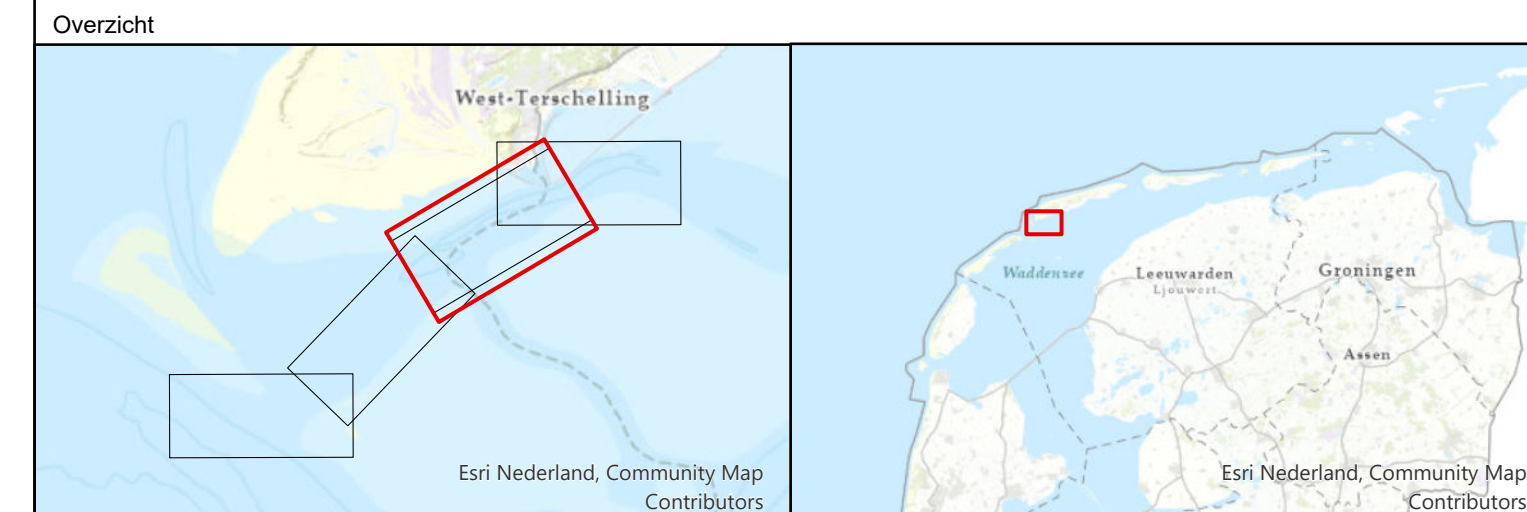 Overzicht
West-Terschelling
Esri Nederland, Community Map
Contributors
Waddenzee
Leeuwarden
Ljouwert
Groningen
Assen
Esri Nederland, Community Map
Contributors